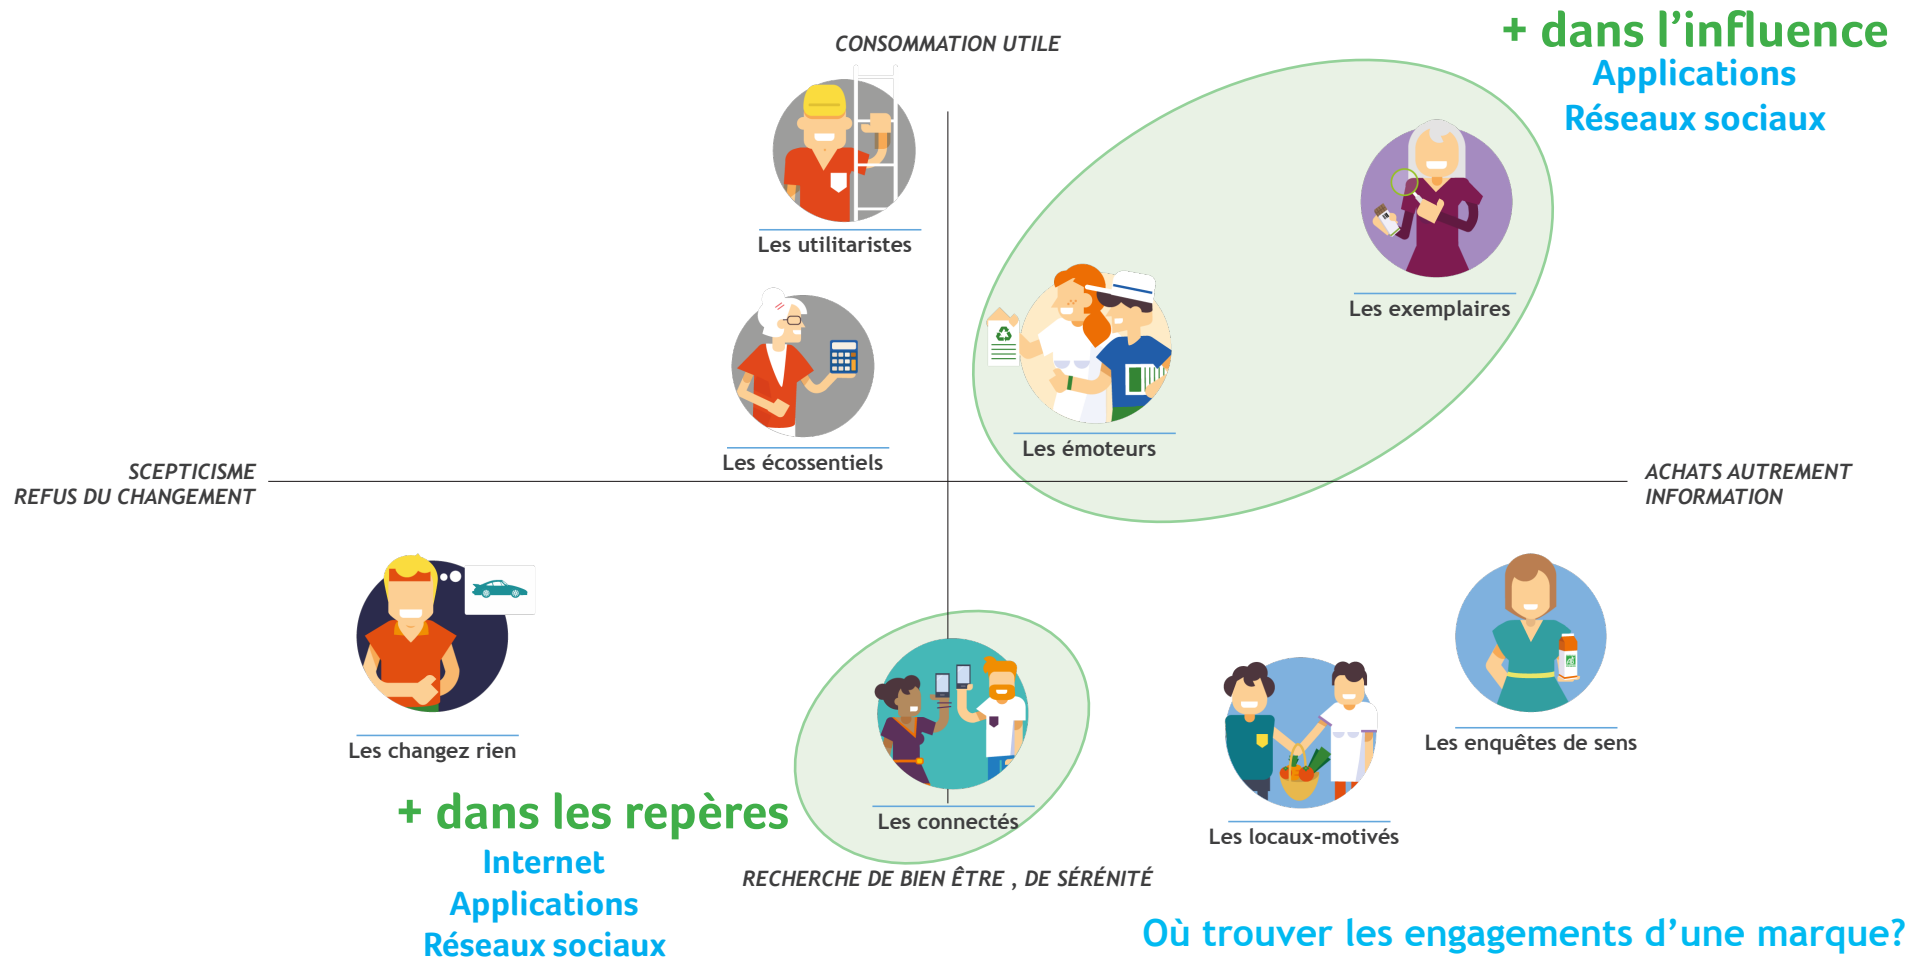 + dans l'influence
Applications
Réseaux sociaux
CONSOMMATION UTILE
Les utilitaristes
Les exemplaires
Les écossentiels
Les émoteurs
SCEPTICISME
REFUS DU CHANGEMENT
ACHATS AUTREMENT
INFORMATION
Les changez rien
Les connectés
Les locaux-motivés
Les enquêtes de sens
+ dans les repères
Internet
Applications
Réseaux sociaux
RECHERCHE DE BIEN ÊTRE , DE SÉRÉNITÉ
Où trouver les engagements d'une marque?